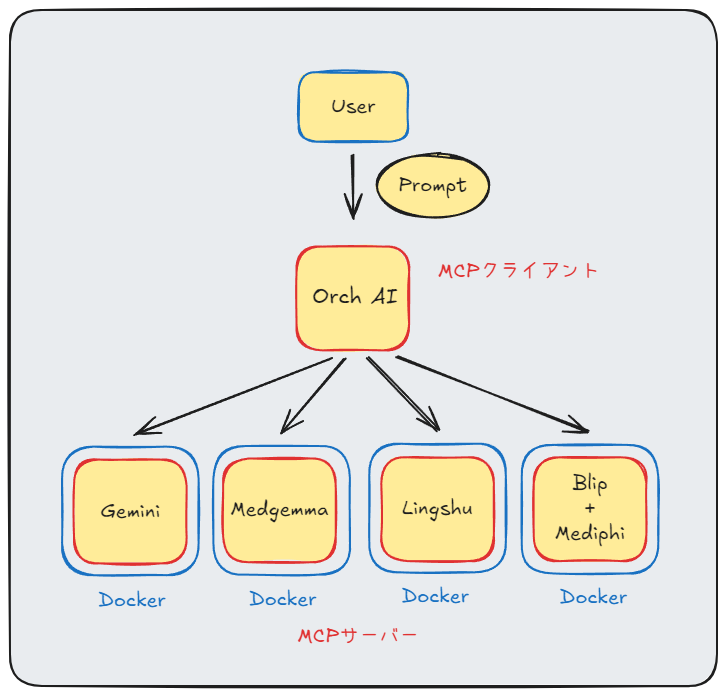 User
Prompt
Orch AI
MCPクライアント
Gemini
Medgemma
Lingshu
Blip
+
Mediphi
Docker
Docker
Docker
Docker
MCPサーバー